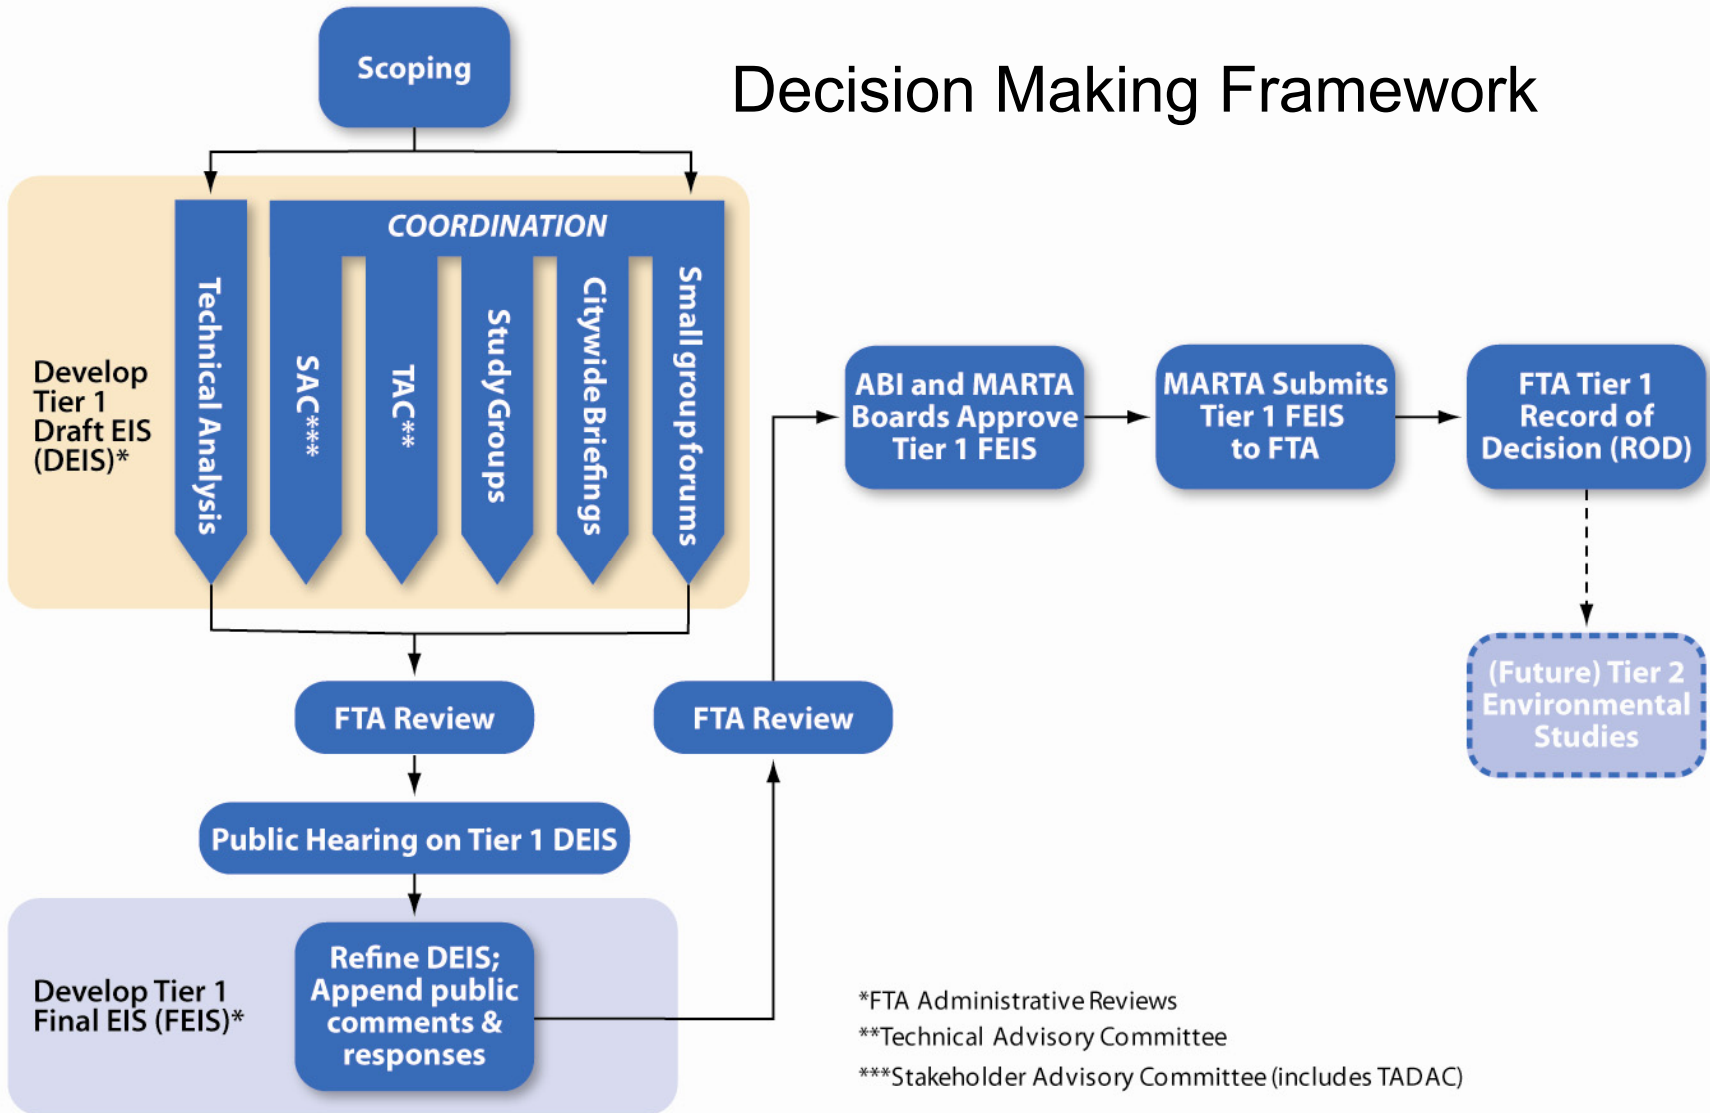 Decision Making Framework
Scoping
COORDINATION
Develop
Tier 1
Draft EIS
(DEIS)*
Technical Analysis
SAC***
TAC**
Study Groups
Citywide Briefings
Small group forums
FTA Review
Public Hearing on Tier 1 DEIS
Develop Tier 1
Final EIS (FEIS)*
Refine DEIS;
Append public
comments &
responses
FTA Review
ABI and MARTA
Boards Approve
Tier 1 FEIS
MARTA Submits
Tier 1 FEIS
to FTA
FTA Tier 1
Record of
Decision (ROD)
(Future) Tier 2
Environmental
Studies
*FTA Administrative Reviews
**Technical Advisory Committee
***Stakeholder Advisory Committee (includes TADAC)